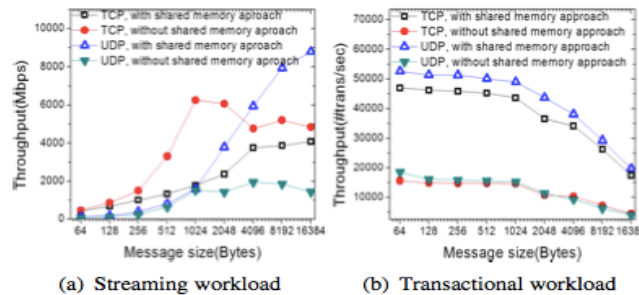 TCP, with shared memory aproach
TCP, without shared memory aproach
UDP, with shared memory aproach
UDP, without shared memory aproach
Throughput(Mbps)
10000
8000
6000
4000
2000
0
64 128 256 512 1024 2048 4096 8192 16384
Message size(Bytes)
(a) Streaming workload
TCP, with shared memory aproach
TCP, without shared memory aproach
UDP, with shared memory aproach
UDP, without shared memory aproach
Throughput(#trans/sec)
70000
60000
50000
40000
30000
20000
10000
64 128 256 512 1024 2048 4096 8192 16384
Message size(Bytes)
(b) Transactional workload